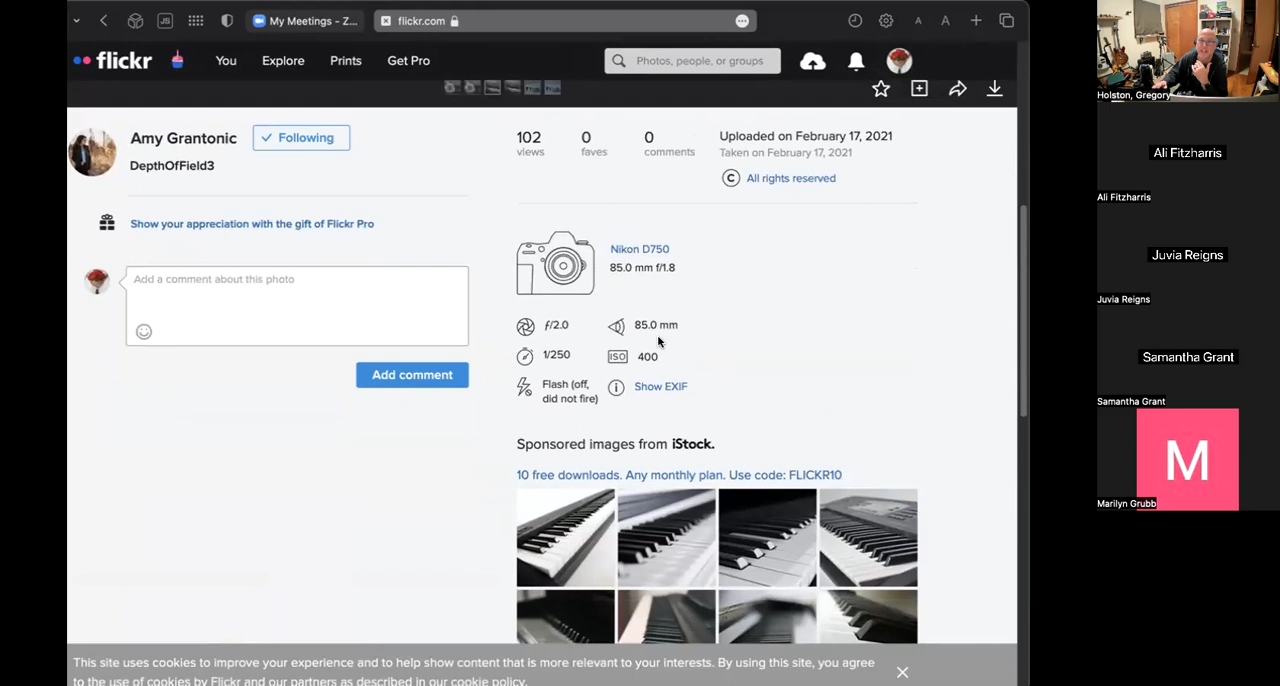 JS
My Meetings - Z...
flickr.com
A
A
flickr
You
Explore
Prints
Get Pro
Photos, people, or groups
Amy Grantonic
Following
DepthOfField3
Show your appreciation with the gift of Flickr Pro
Add a comment about this photo
Add comment
102
views
0
faves
0
comments
Uploaded on February 17, 2021
Taken on February 17, 2021
C All rights reserved
Nikon D750
85.0 mm f/1.8
ƒ/2.0
85.0 mm
1/250
ISO 400
Flash (off,
did not fire)
Show EXIF
Sponsored images from iStock.
10 free downloads. Any monthly plan. Use code: FLICKR10
This site uses cookies to improve your experience and to help show content that is more relevant to your interests. By using this site, you agree
to the use of cookies by Flickr and our partners as described in our cookie policy.
Holston, Gregory
Ali Fitzharris
Ali Fitzharris
Juvia Reigns
Juvia Reigns
Samantha Grant
Samantha Grant
M
Marilyn Grubb